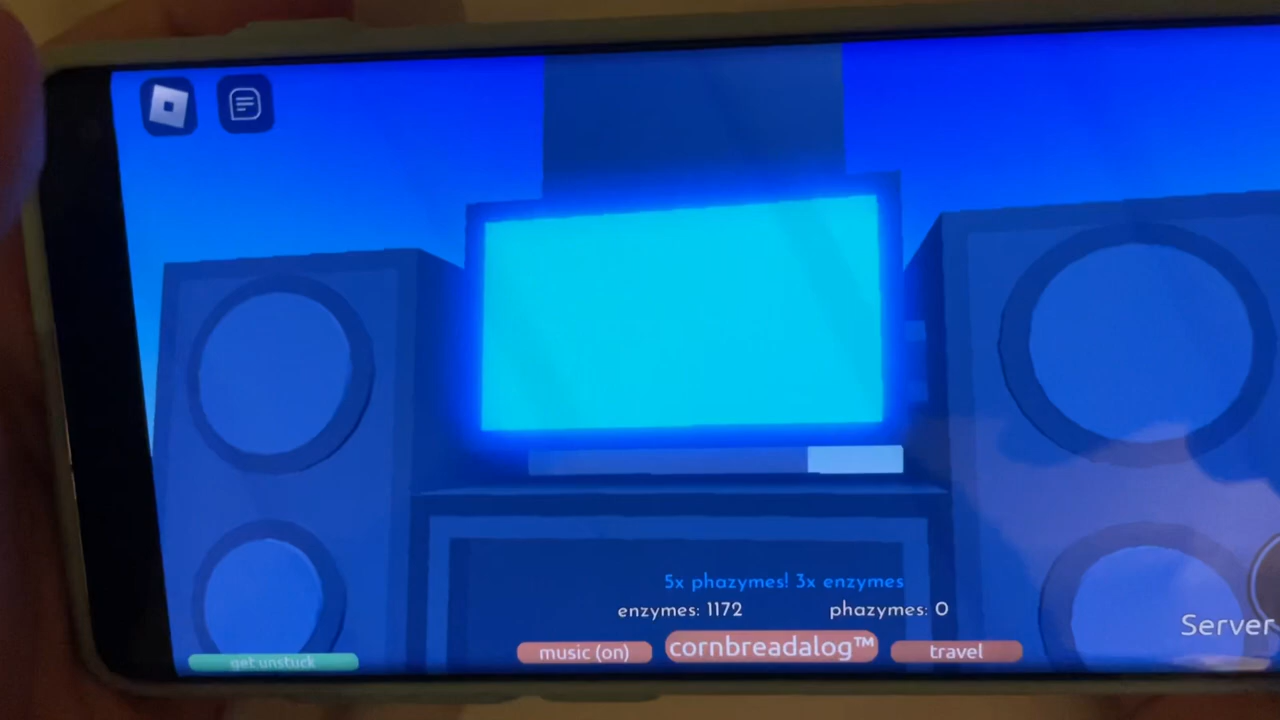 5x phazymes! 3x enzymes
enzymes: 1172 phazymes: 0
Server
get unstuck music (on) cornbreadalog™ travel